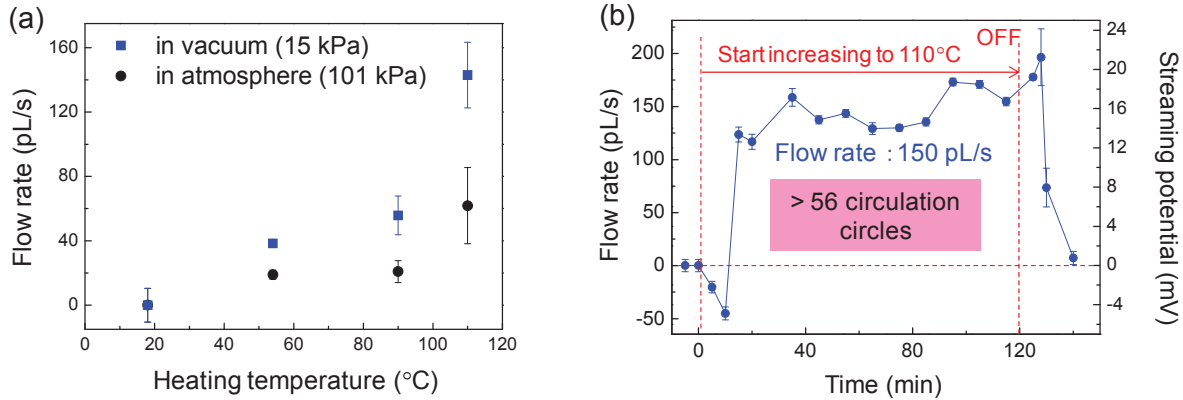 (a)
in vacuum (15 kPa)
in atmosphere (101 kPa)
Flow rate (pL/s)
160
120
80
40
0
0 20 40 60 80 100 120
Heating temperature (°C)
(b)
OFF
Start increasing to 110°C
Flow rate : 150 pL/s
> 56 circulation
circles
Flow rate (pL/s)
200
150
100
50
0
-50
0 40 80 120
Time (min)
24
20
16
12
8
4
0
-4
Streaming potential (mV)